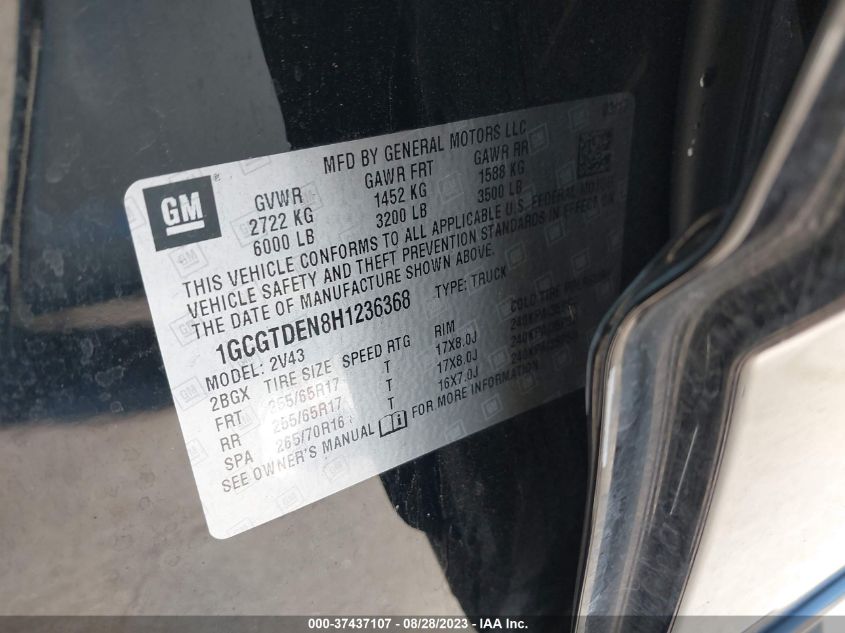 MFD BY GENERAL MOTORS LLC
GM ®
GVWR GAWR FRT GAWR RR
2722 KG 1452 KG 1588 KG
6000 LB 3200 LB 3500 LB
THIS VEHICLE CONFORMS TO ALL APPLICABLE U.S. FEDERAL MOTOR
VEHICLE SAFETY AND THEFT PREVENTION STANDARDS IN EFFECT ON
THE DATE OF MANUFACTURE SHOWN ABOVE.
1GCGTDEN8H1236368 TYPE: TRUCK
MODEL: 2V43
2BGX TIRE SIZE SPEED RTG RIM COLD TIRE
FRT 255/65R17 T 17X8.0J
RR 255/65R17 T 17X8.0J
SPA 265/70R16 T 16X7.0J
SEE OWNER'S MANUAL FOR MORE INFORMATION
000-37437107 - 08/28/2023 - IAA Inc.